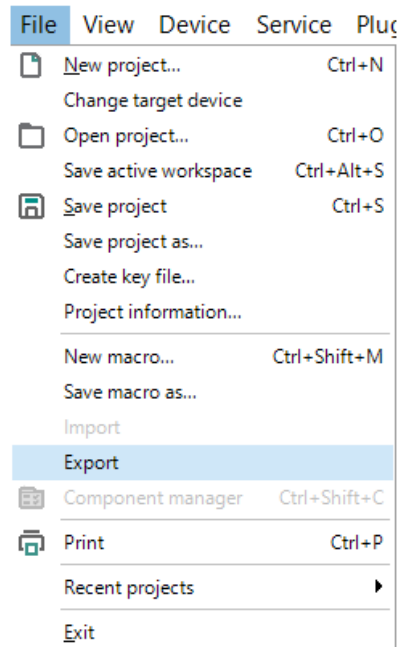 File View Device Service Plug
New project... Ctrl+N
Change target device
Open project... Ctrl+O
Save active workspace Ctrl+Alt+S
Save project Ctrl+S
Save project as...
Create key file...
Project information...
New macro... Ctrl+Shift+M
Save macro as...
Import
Export
Component manager Ctrl+Shift+C
Print Ctrl+P
Recent projects
Exit